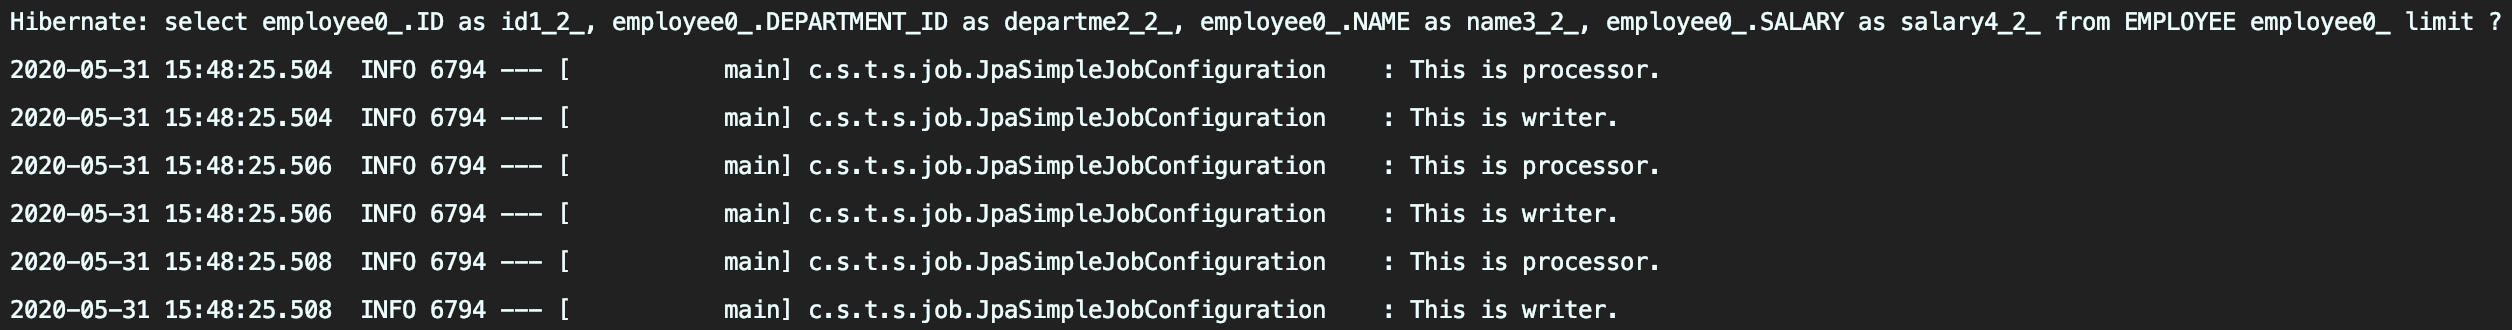 Hibernate: select employee0_.ID as id1_2_, employee0_.DEPARTMENT_ID as departme2_2_, employee0_.NAME as name3_2_, employee0_.SALARY as salary4_2_ from EMPLOYEE employee0_ limit ?
2020-05-31 15:48:25.504  INFO 6794 --- [           main] c.s.t.s.job.JpaSimpleJobConfiguration    : This is processor.
2020-05-31 15:48:25.504  INFO 6794 --- [           main] c.s.t.s.job.JpaSimpleJobConfiguration    : This is writer.
2020-05-31 15:48:25.506  INFO 6794 --- [           main] c.s.t.s.job.JpaSimpleJobConfiguration    : This is processor.
2020-05-31 15:48:25.506  INFO 6794 --- [           main] c.s.t.s.job.JpaSimpleJobConfiguration    : This is writer.
2020-05-31 15:48:25.508  INFO 6794 --- [           main] c.s.t.s.job.JpaSimpleJobConfiguration    : This is processor.
2020-05-31 15:48:25.508  INFO 6794 --- [           main] c.s.t.s.job.JpaSimpleJobConfiguration    : This is writer.